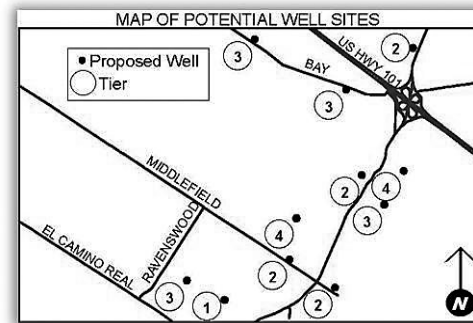 MAP OF POTENTIAL WELL SITES
Proposed Well
Tier
2
3
US HWY 101
BAY
3
MIDDLEFIELD
2
4
RAVENSWOOD
3
4
EL CAMINO REAL
2
3
1
2
N